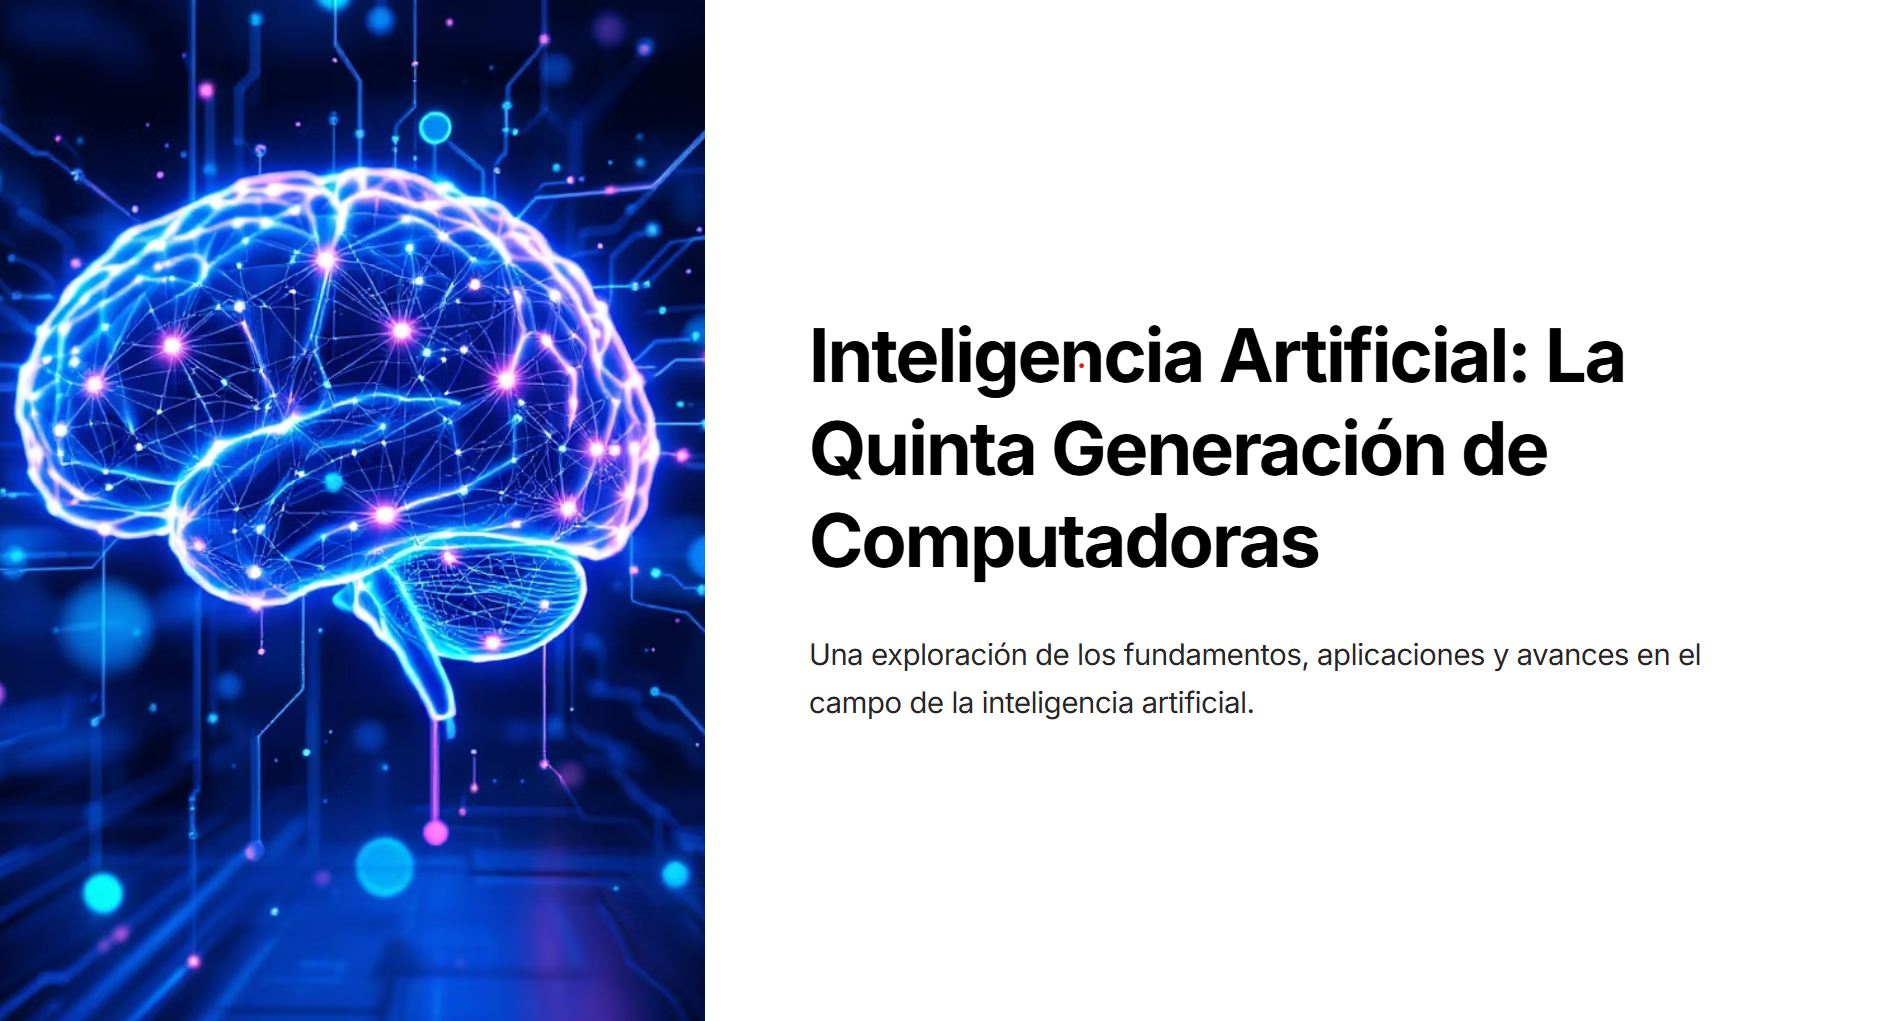 Inteligencia Artificial: La
Quinta Generación de
Computadoras
Una exploración de los fundamentos, aplicaciones y avances en el
campo de la inteligencia artificial.